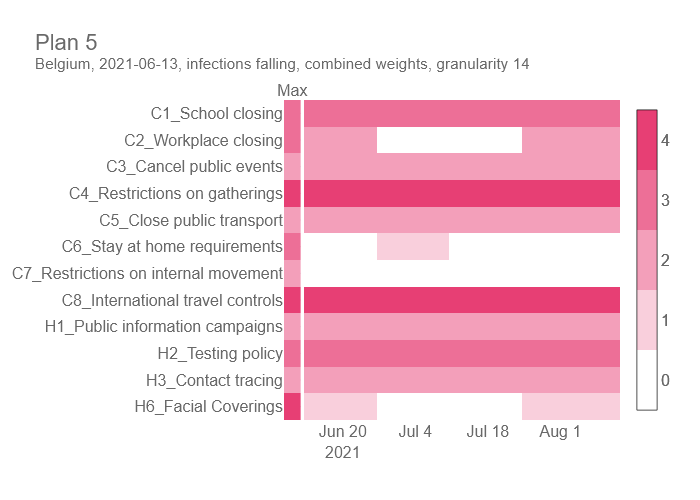 Plan 5
Belgium, 2021-06-13, infections falling, combined weights, granularity 14
Max
C1_School closing
C2_Workplace closing
C3_Cancel public events
C4_Restrictions on gatherings
C5_Close public transport
C6_Stay at home requirements
C7_Restrictions on internal movement
C8_International travel controls
H1_Public information campaigns
H2_Testing policy
H3_Contact tracing
H6_Facial Coverings
4
3
2
1
0
Jun 20 Jul 4 Jul 18 Aug 1
2021